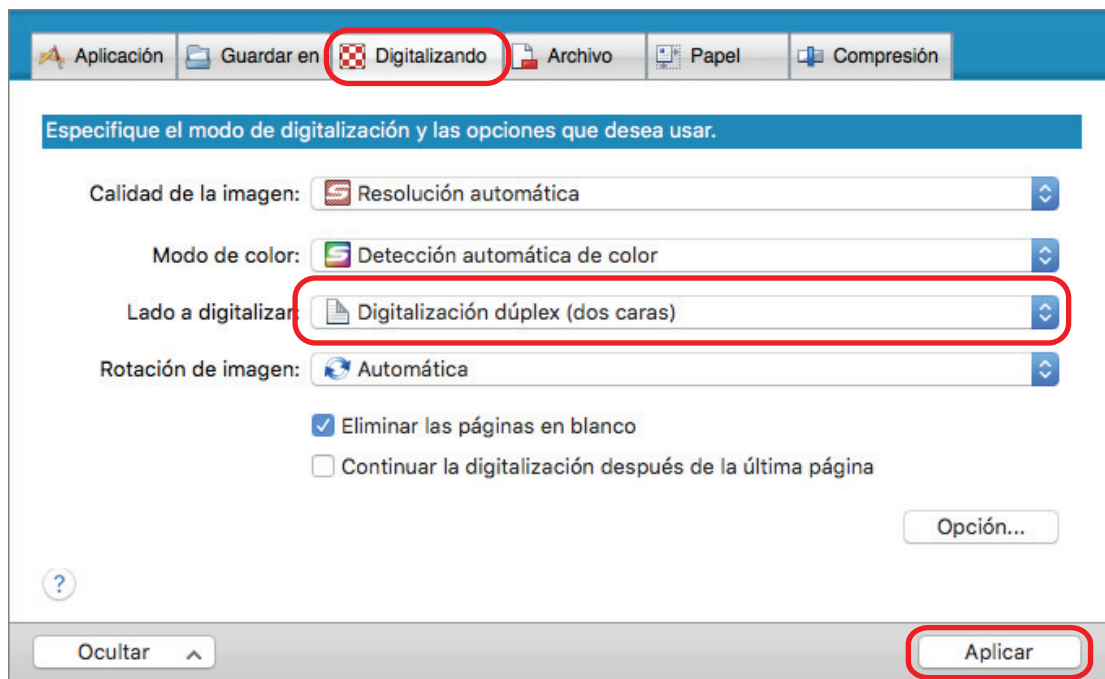 Aplicación Guardar en Digitalizando Archivo Papel Compresión
Especifique el modo de digitalización y las opciones que desea usar.
Calidad de la imagen: Resolución automática
Modo de color: Detección automática de color
Lado a digitalizar: Digitalización dúplex (dos caras)
Rotación de imagen: Automática
Eliminar las páginas en blanco
Continuar la digitalización después de la última página
Opción...
?
Ocultar Aplicar